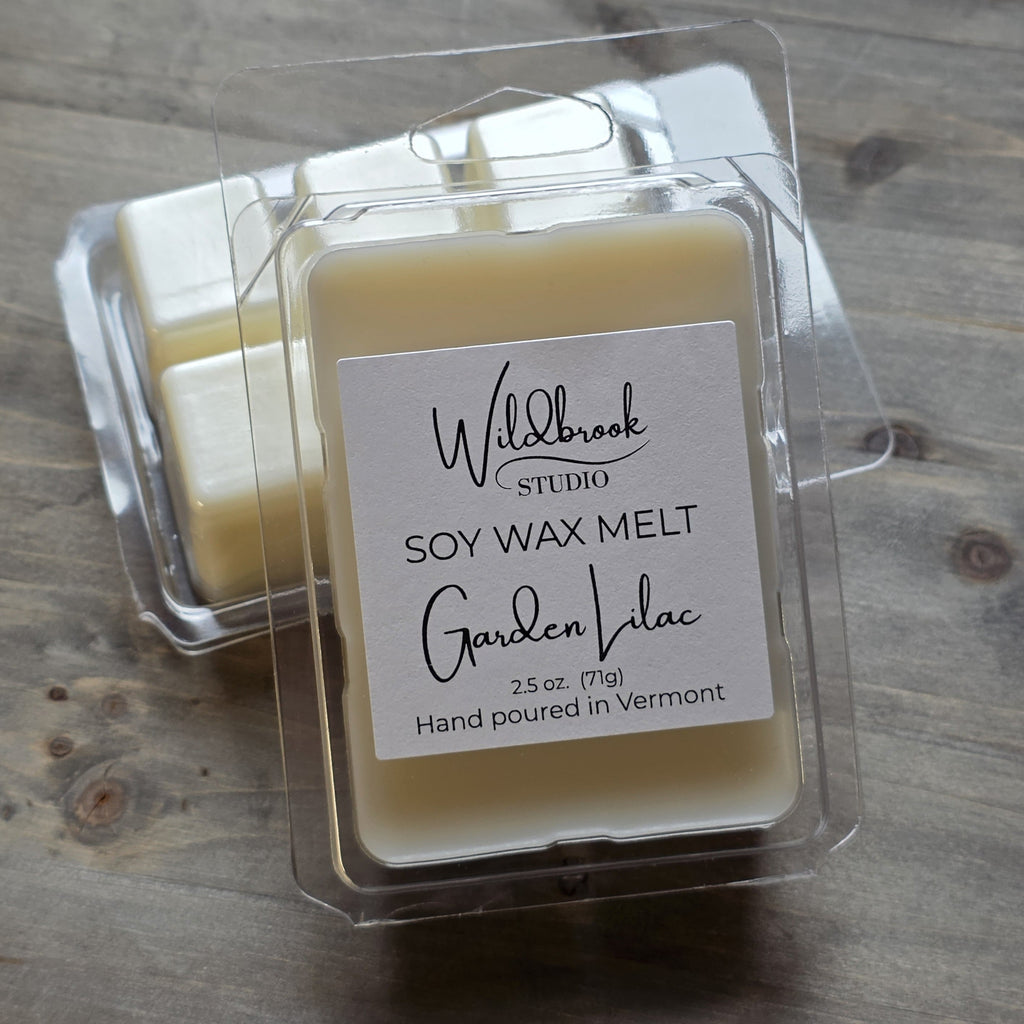 Wildbrook
STUDIO
SOY WAX MELT
Garden Lilac
2.5 oz. (71g)
Hand poured in Vermont